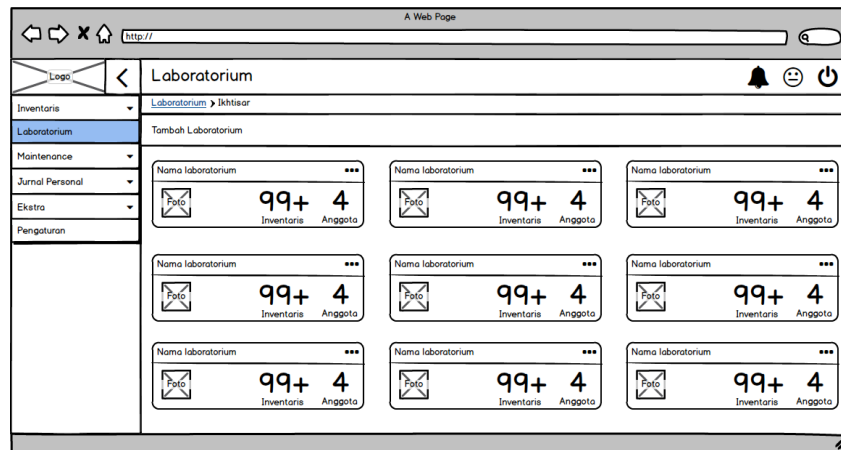 A Web Page
http://
Logo
Laboratorium
Laboratorium > Ikhtisar
Inventaris
Laboratorium
Maintenance
Jurnal Personal
Ekstra
Pengaturan
Tambah Laboratorium
Nama laboratorium
Foto
99+ 4
Inventaris Anggota
Nama laboratorium
Foto
99+ 4
Inventaris Anggota
Nama laboratorium
Foto
99+ 4
Inventaris Anggota
Nama laboratorium
Foto
99+ 4
Inventaris Anggota
Nama laboratorium
Foto
99+ 4
Inventaris Anggota
Nama laboratorium
Foto
99+ 4
Inventaris Anggota
Nama laboratorium
Foto
99+ 4
Inventaris Anggota
Nama laboratorium
Foto
99+ 4
Inventaris Anggota
Nama laboratorium
Foto
99+ 4
Inventaris Anggota